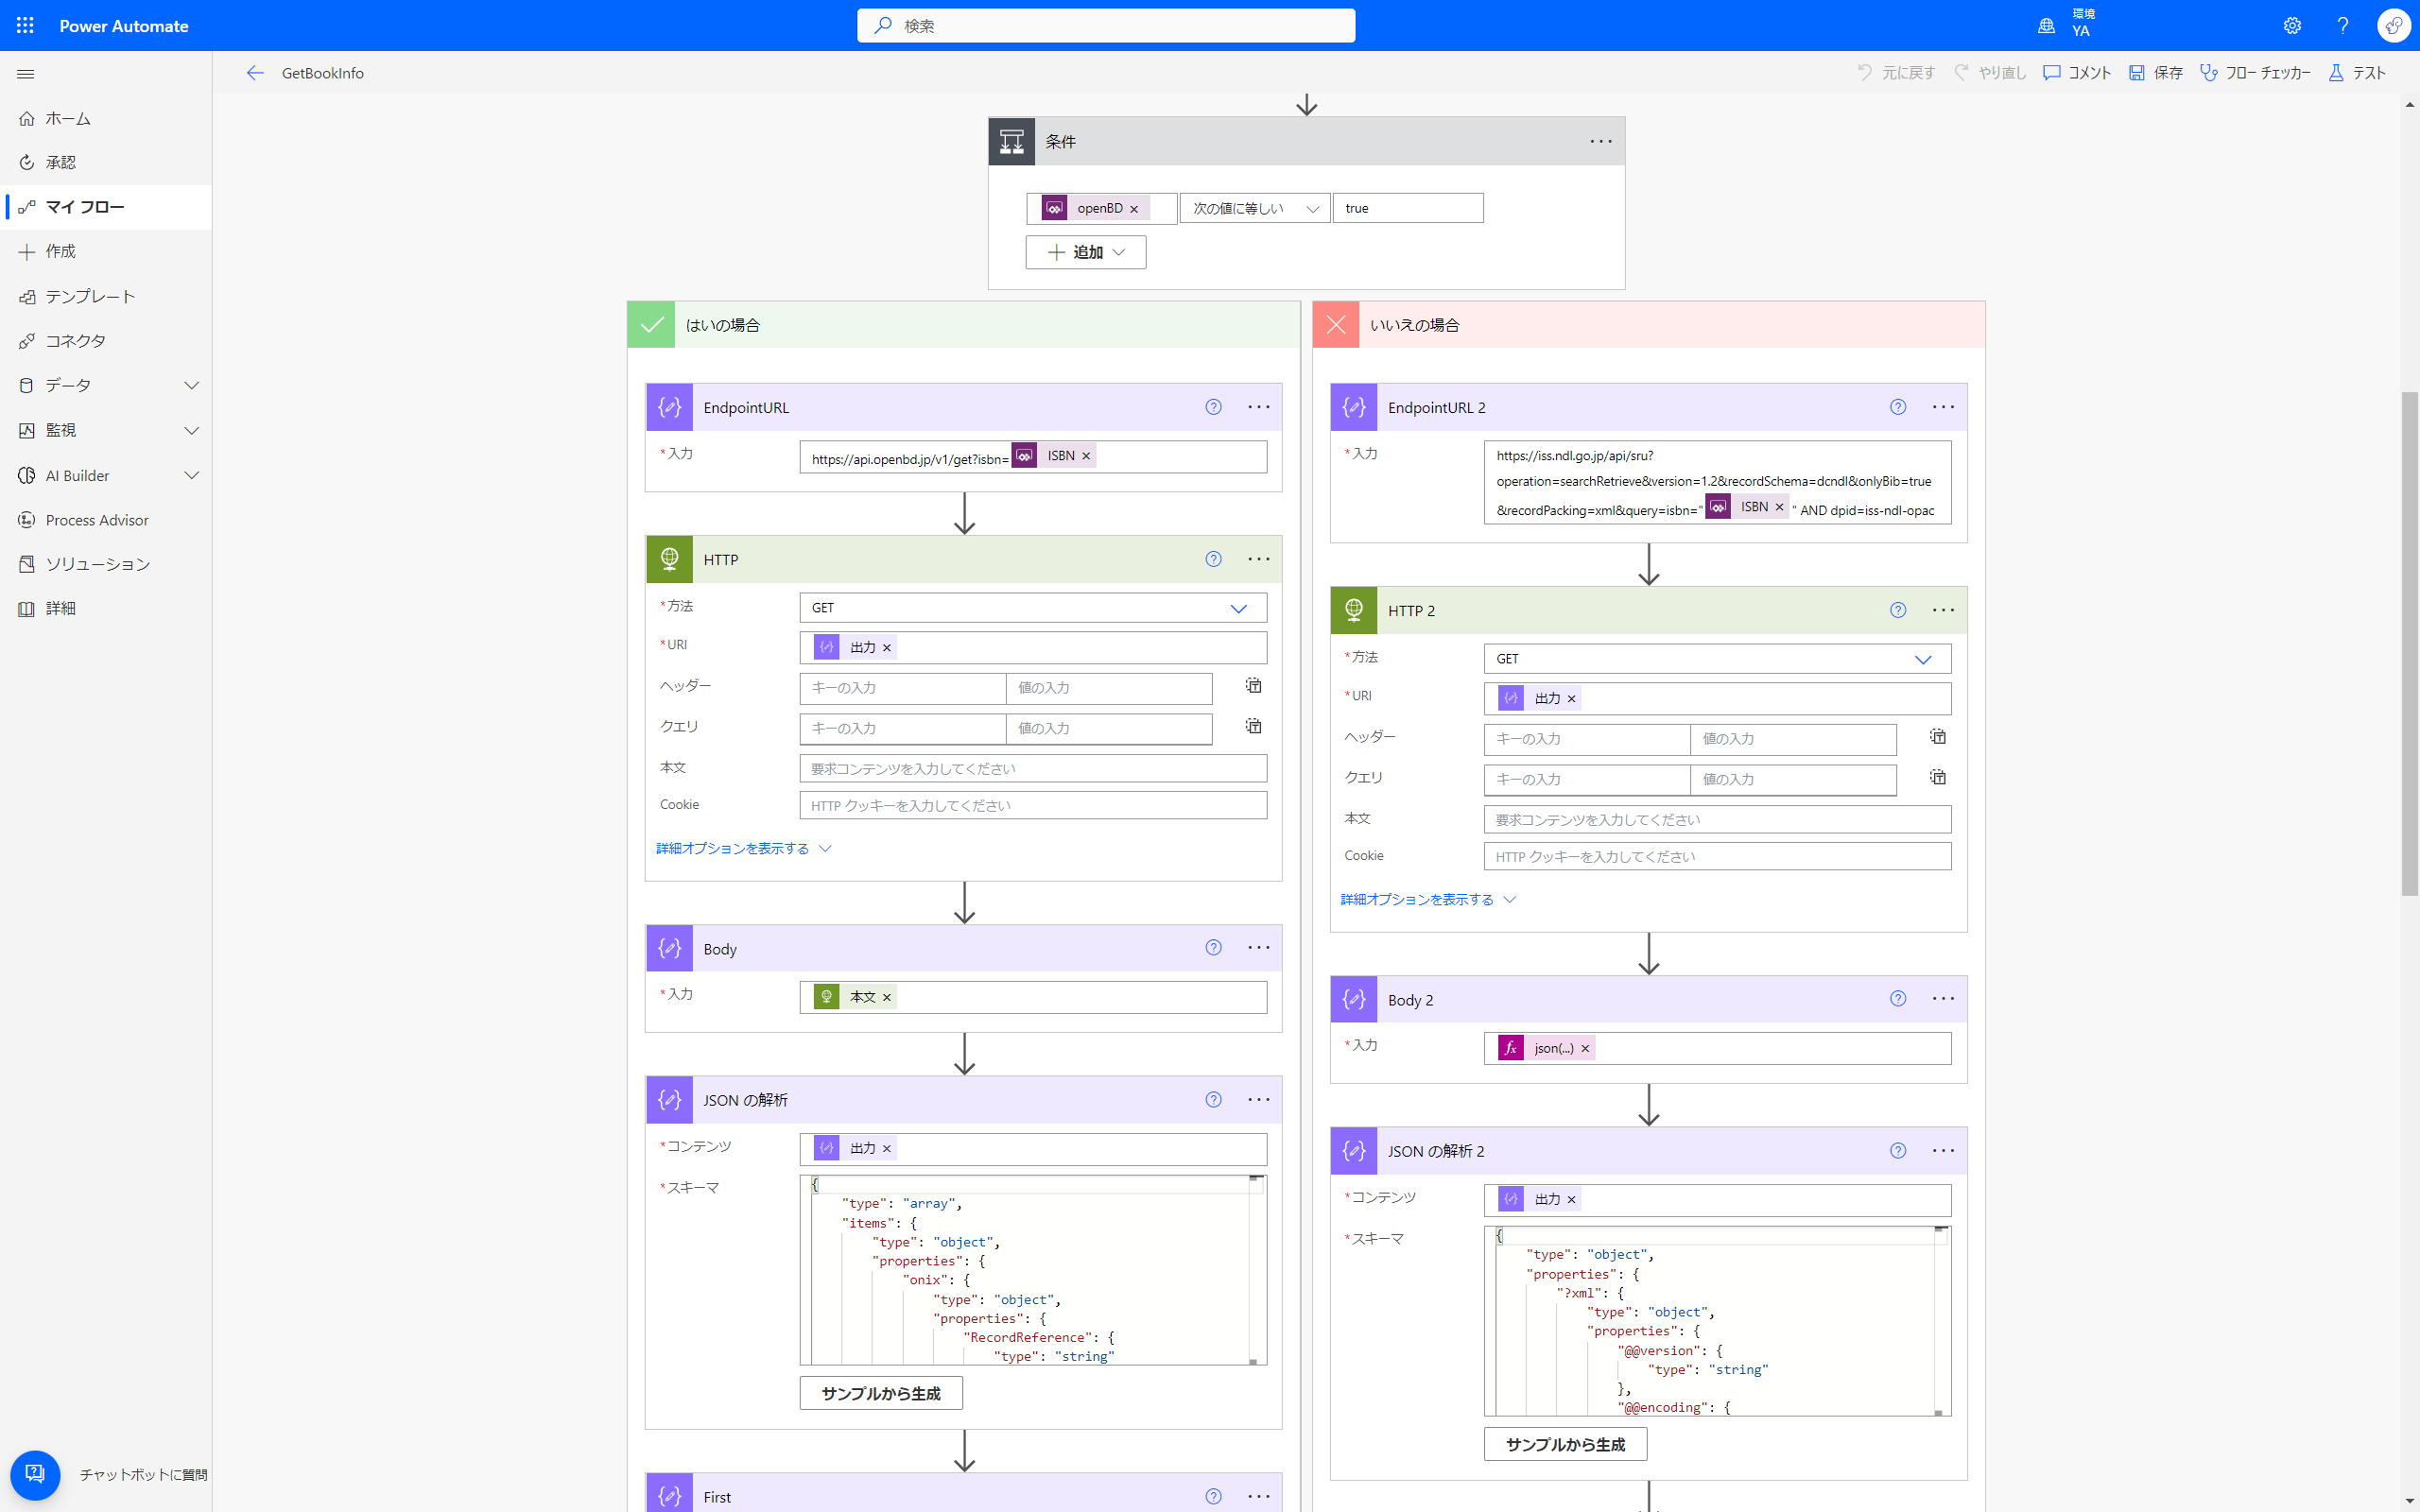 Power Automate
検索
環境
YA
GetBookInfo
元に戻す
やり直し
コメント
保存
フロー チェッカー
テスト
ホーム
承認
マイ フロー
作成
テンプレート
コネクタ
データ
監視
AI Builder
Process Advisor
ソリューション
詳細
チャットボットに質問
条件
openBD
次の値に等しい
true
追加
はいの場合
EndpointURL
*入力
https://api.openbd.jp/v1/get?isbn= ISBN
HTTP
*方法
GET
*URI
出力
ヘッダー
キーの入力
値の入力
クエリ
キーの入力
値の入力
本文
要求コンテンツを入力してください
Cookie
HTTP クッキーを入力してください
詳細オプションを表示する
Body
*入力
本文
JSON の解析
*コンテンツ
出力
*スキーマ
{
"type": "array",
"items": {
"type": "object",
"properties": {
"onix": {
"type": "object",
"properties": {
"RecordReference": {
"type": "string"
サンプルから生成
First
いいえの場合
EndpointURL 2
*入力
https://iss.ndl.go.jp/api/sru?
operation=searchRetrieve&version=1.2&recordSchema=dcndl&onlyBib=true
&recordPacking=xml&query=isbn=" ISBN " AND dpid=iss-ndl-opac
HTTP 2
*方法
GET
*URI
出力
ヘッダー
キーの入力
値の入力
クエリ
キーの入力
値の入力
本文
要求コンテンツを入力してください
Cookie
HTTP クッキーを入力してください
詳細オプションを表示する
Body 2
*入力
fx json(...)
JSON の解析 2
*コンテンツ
出力
*スキーマ
{
"type": "object",
"properties": {
"?xml": {
"type": "object",
"properties": {
"@@version": {
"type": "string"
},
"@@encoding": {
サンプルから生成